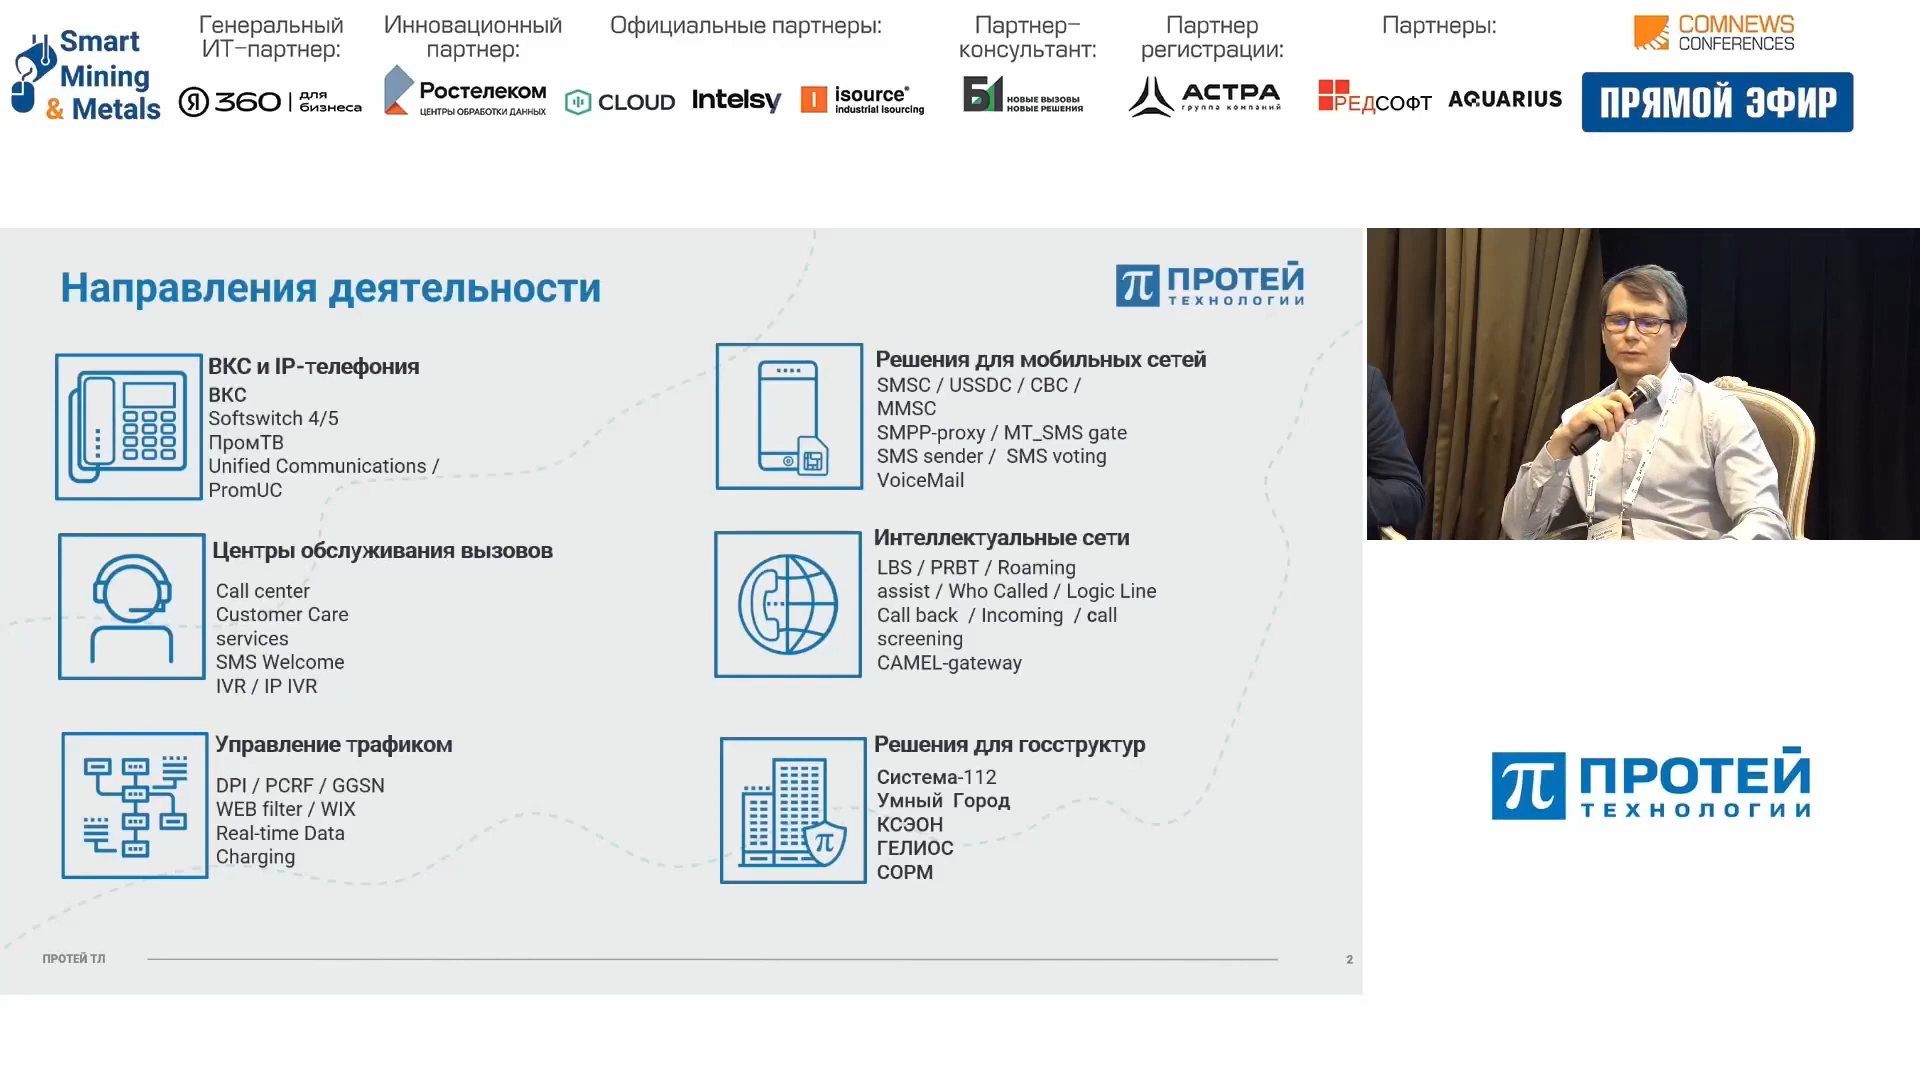 Smart
Mining
& Metals
Генеральный
ИТ-партнер:
Я 360 | для
бизнеса
Инновационный
партнер:
Ростелеком
ЦЕНТРЫ ОБРАБОТКИ ДАННЫХ
Официальные партнеры:
CLOUD
Intelsy
isource
industrial isourcing
Партнер-
консультант:
Б1
НОВЫЕ ВЫЗОВЫ
НОВЫЕ РЕШЕНИЯ
Партнер
регистрации:
АСТРА
группа компаний
Партнеры:
РЕДСОФТ
AQUARIUS
COMNEWS
CONFERENCES
ПРЯМОЙ ЭФИР
Направления деятельности
π ПРОТЕЙ
ТЕХНОЛОГИИ
ВКС и IP-телефония
ВКС
Softswitch 4/5
ПромТВ
Unified Communications /
PromUC
Центры обслуживания вызовов
Call center
Customer Care
services
SMS Welcome
IVR / IP IVR
Управление трафиком
DPI / PCRF / GGSN
WEB filter / WIX
Real-time Data
Charging
Решения для мобильных сетей
SMSC / USSDC / CBC /
MMSC
SMPP-proxy / MT_SMS gate
SMS sender / SMS voting
VoiceMail
Интеллектуальные сети
LBS / PRBT / Roaming
assist / Who Called / Logic Line
Call back / Incoming / call
screening
CAMEL-gateway
π
Решения для госструктур
Система-112
Умный Город
КСЭОН
ГЕЛИОС
СОРМ
ПРОТЕЙ ТЛ
2
π ПРОТЕЙ
ТЕХНОЛОГИИ